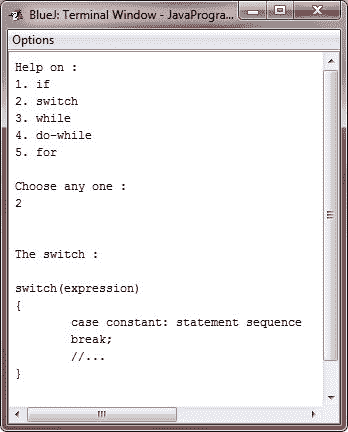 BlueJ: Terminal Window - JavaProgra...
Options
Help on :
1. if
2. switch
3. while
4. do-while
5. for
Choose any one :
2
The switch :
switch(expression)
{
        case constant: statement sequence
        break;
        //...
}